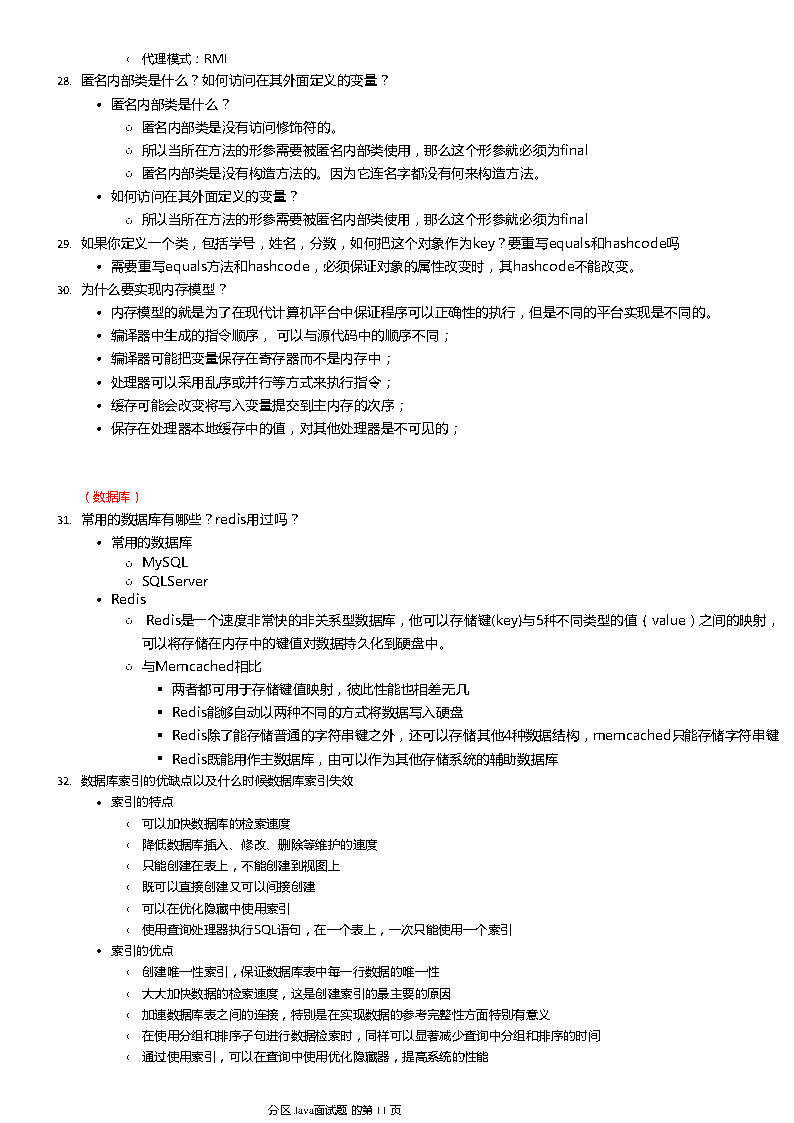 代理模式：RMI
28. 匿名内部类是什么？如何访问在其外面定义的变量？
• 匿名内部类是什么？
○ 匿名内部类是没有访问修饰符的。
○ 所以当所在方法的形参需要被匿名内部类使用，那么这个形参就必须为final
○ 匿名内部类是没有构造方法的。因为它连名字都没有何来构造方法。
• 如何访问在其外面定义的变量？
○ 所以当所在方法的形参需要被匿名内部类使用，那么这个形参就必须为final
29. 如果你定义一个类，包括学号，姓名，分数，如何把这个对象作为key？要重写equals和hashcode吗
• 需要重写equals方法和hashcode，必须保证对象的属性改变时，其hashcode不能改变。
30. 为什么要实现内存模型？
• 内存模型的就是为了在现代计算机平台中保证程序可以正确性的执行，但是不同的平台实现是不同的。
• 编译器中生成的指令顺序， 可以与源代码中的顺序不同；
• 编译器可能把变量保存在寄存器而不是内存中；
• 处理器可以采用乱序或并行等方式来执行指令；
• 缓存可能会改变将写入变量提交到主内存的次序；
• 保存在处理器本地缓存中的值，对其他处理器是不可见的；
（数据库）
31. 常用的数据库有哪些？redis用过吗？
• 常用的数据库
○ MySQL
○ SQLServer
• Redis
○ Redis是一个速度非常快的非关系型数据库，他可以存储键(key)与5种不同类型的值（value）之间的映射，
可以将存储在内存中的键值对数据持久化到硬盘中。
○ 与Memcached相比
▪ 两者都可用于存储键值映射，彼此性能也相差无几
▪ Redis能够自动以两种不同的方式将数据写入硬盘
▪ Redis除了能存储普通的字符串键之外，还可以存储其他4种数据结构，memcached只能存储字符串键
▪ Redis既能用作主数据库，由可以作为其他存储系统的辅助数据库
32. 数据库索引的优缺点以及什么时候数据库索引失效
• 索引的特点
○ 可以加快数据库的检索速度
○ 降低数据库插入、修改、删除等维护的速度
○ 只能创建在表上，不能创建到视图上
○ 既可以直接创建又可以间接创建
○ 可以在优化隐藏中使用索引
○ 使用查询处理器执行SQL语句，在一个表上，一次只能使用一个索引
• 索引的优点
○ 创建唯一性索引，保证数据库表中每一行数据的唯一性
○ 大大加快数据的检索速度，这是创建索引的最主要的原因
○ 加速数据库表之间的连接，特别是在实现数据的参考完整性方面特别有意义
○ 在使用分组和排序子句进行数据检索时，同样可以显著减少查询中分组和排序的时间
○ 通过使用索引，可以在查询中使用优化隐藏器，提高系统的性能
分区 Java面试题 的第 11 页